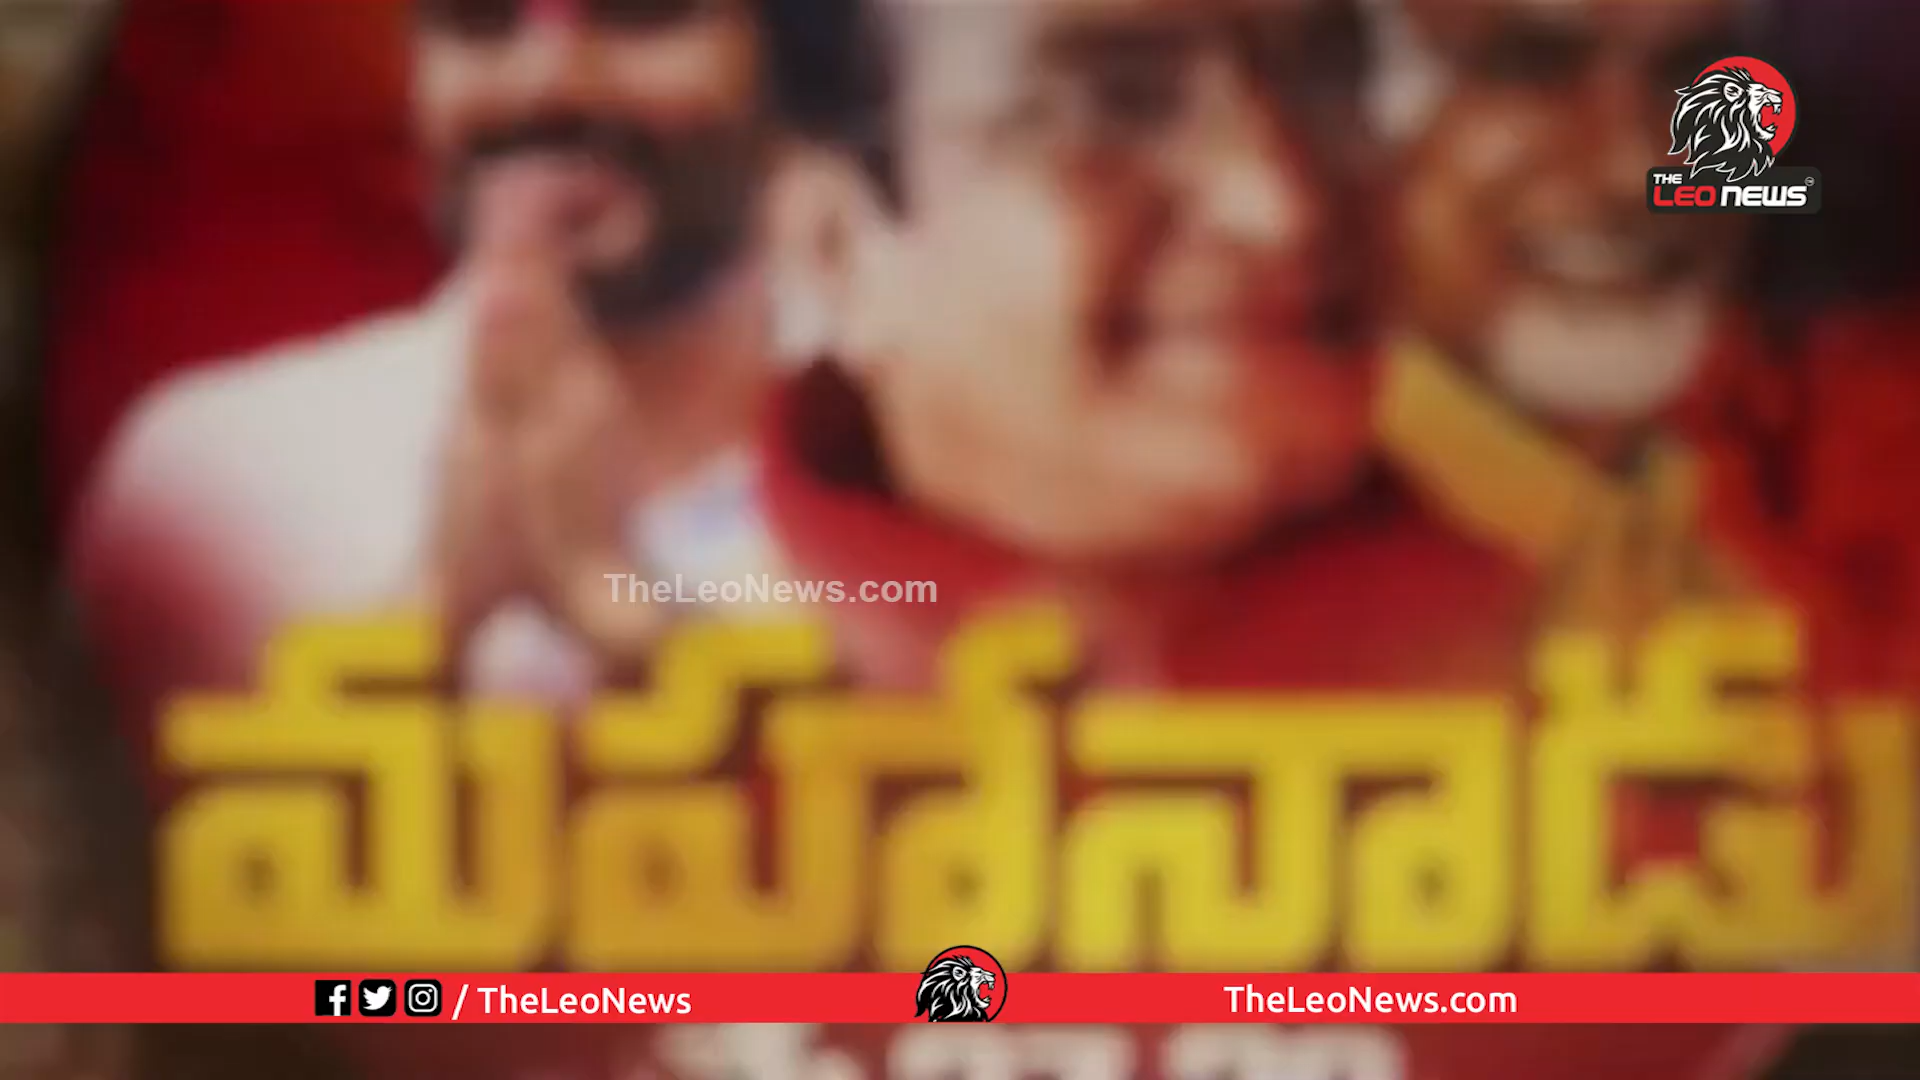 THE
LEO NEWS
TheLeoNews.com
మహానాడు
/ TheLeoNews
TheLeoNews.com